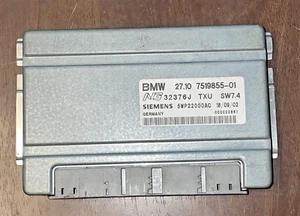 BMW 27.10 7519855-01
32376J TXU SW7.4
SIEMENS 5WP22000AC 18/09/02
GERMANY